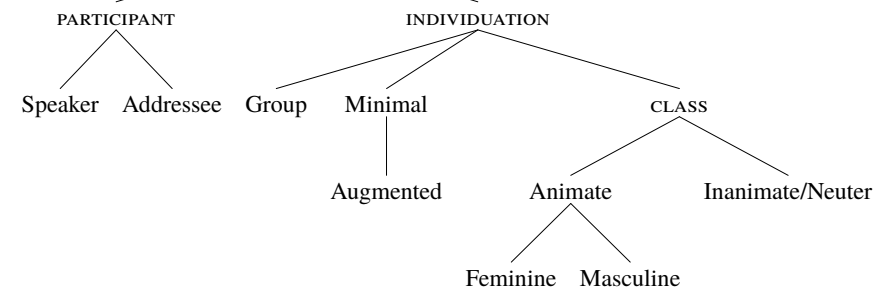 PARTICIPANT INDIVIDUATION
Speaker Addressee Group Minimal CLASS
Augmented Animate Inanimate/Neuter
Feminine Masculine